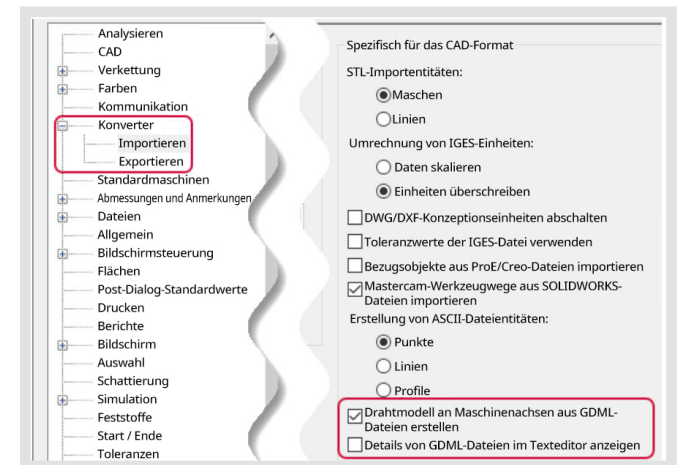 Analysieren
CAD
Verkettung
Farben
Kommunikation
Konverter
Importieren
Exportieren
Standardmaschinen
Abmessungen und Anmerkungen
Dateien
Allgemein
Bildschirmsteuerung
Flächen
Post-Dialog-Standardwerte
Drucken
Berichte
Bildschirm
Auswahl
Schattierung
Simulation
Feststoffe
Start / Ende
Toleranzen
Spezifisch für das CAD-Format
STL-Importentitäten:
Maschen
Linien
Umrechnung von IGES-Einheiten:
Daten skalieren
Einheiten überschreiben
DWG/DXF-Konzeptionseinheiten abschalten
Toleranzwerte der IGES-Datei verwenden
Bezugsobjekte aus ProE/Creo-Dateien importieren
Mastercam-Werkzeugwege aus SOLIDWORKS-
Dateien importieren
Erstellung von ASCII-Dateientitäten:
Punkte
Linien
Profile
Drahtmodell an Maschinenachsen aus GDML-
Dateien erstellen
Details von GDML-Dateien im Texteditor anzeigen